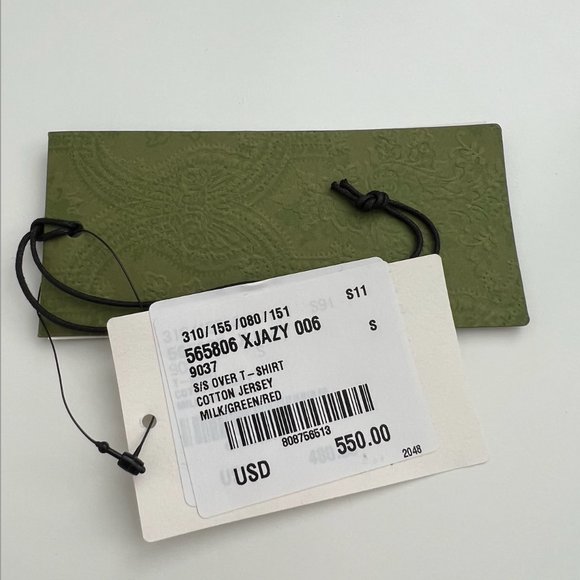 310/155/080/151 S11
565806 XJAZY 006 S
9037
S/S OVER T-SHIRT
COTTON JERSEY
MILK/GREEN/RED
808758513
USD 550.00
2048